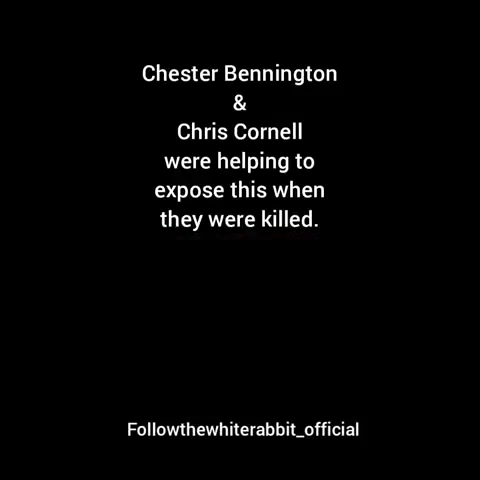 Chester Bennington
&
Chris Cornell
were helping to
expose this when
they were killed.
Followthewhiterabbit_official